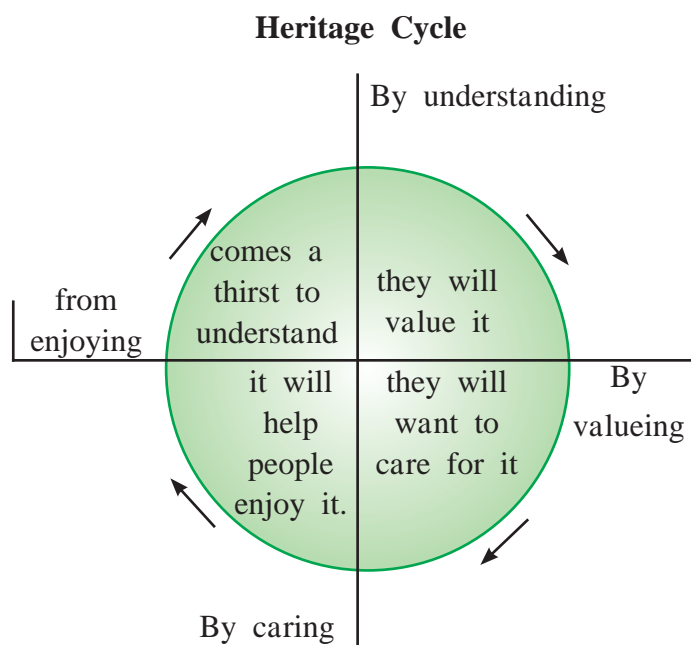 Heritage Cycle
By understanding
comes a
thirst to
understand
they will
value it
from
enjoying
it will
help
people
enjoy it.
they will
want to
care for it
By
valueing
By caring